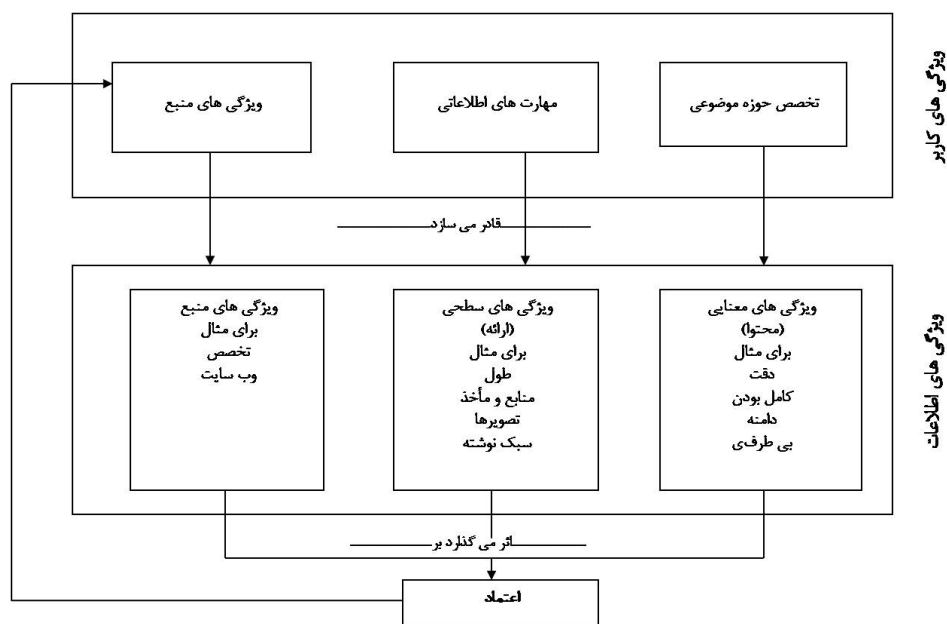 ویژگی های کاربر
تخصص حوزه موضوعی
مهارت های اطلاعاتی
ویژگی های منبع
قادر می سازد
ویژگی های اطلاعات
ویژگی های معنایی
(محتوا)
برای مثال
دقت
کامل بودن
دامنه
بی طرفی
ویژگی های سطحی
(ارائه)
برای مثال
طول
منابع و مأخذ
تصویرها
سبک نوشته
ویژگی های منبع
برای مثال
تخصص
وب سایت
اثر می گذارد بر
اعتماد